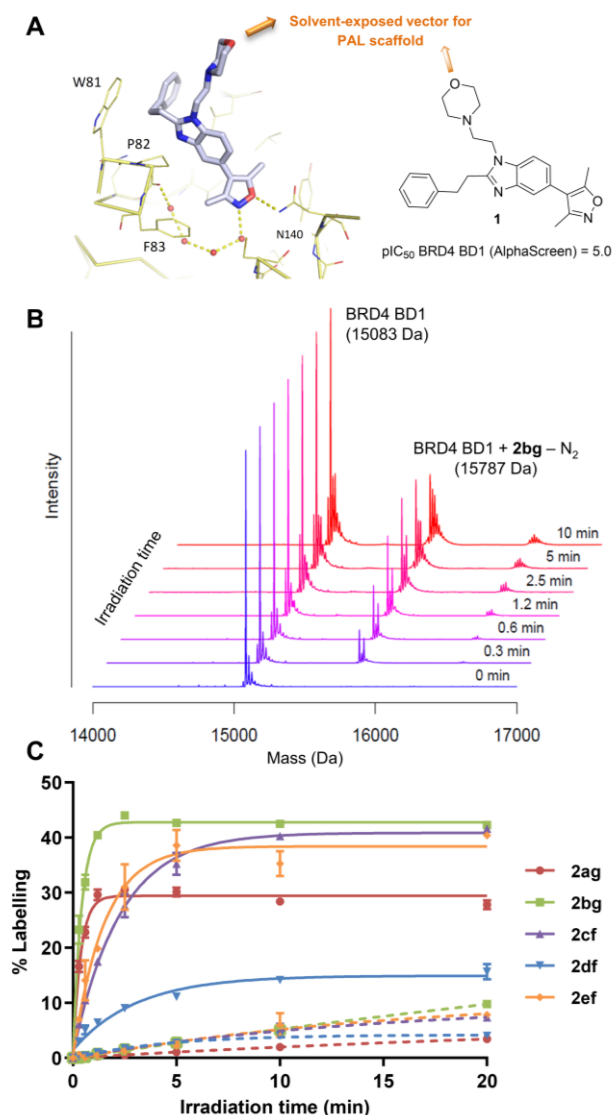 A
Solvent-exposed vector for
PAL scaffold
W81
P82
F83
N140
O
N
N
N
O
N
1
pIC50 BRD4 BD1 (AlphaScreen) = 5.0
B
BRD4 BD1
(15083 Da)
BRD4 BD1 + 2bg – N2
(15787 Da)
Intensity
Irradiation time
10 min
5 min
2.5 min
1.2 min
0.6 min
0.3 min
0 min
14000 15000 16000 17000
Mass (Da)
C
% Labelling
50
40
30
20
10
0
0 5 10 15 20
Irradiation time (min)
2ag
2bg
2cf
2df
2ef